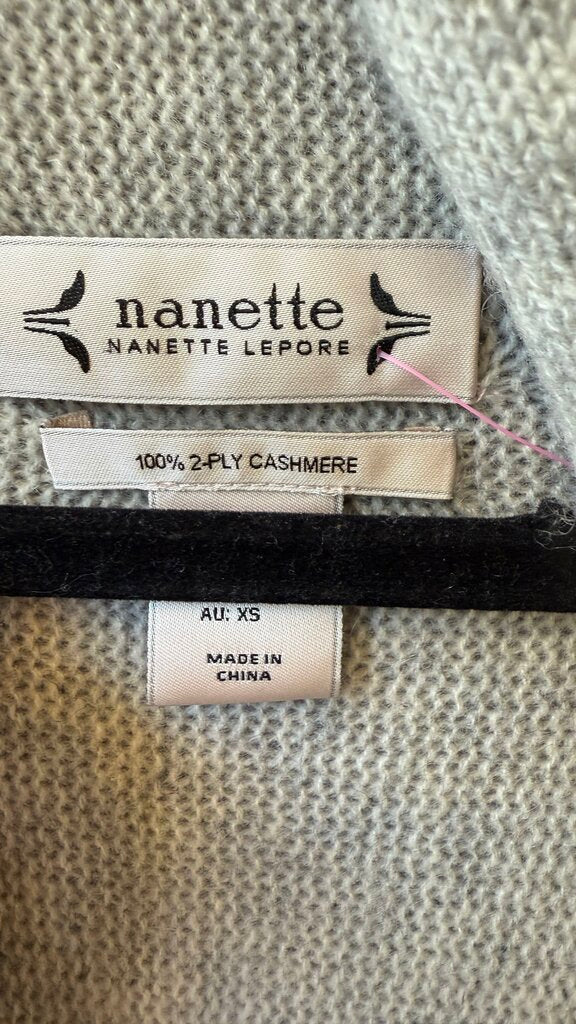 nanette
NANETTE LEPORE
100% 2-PLY CASHMERE
AU: XS
MADE IN
CHINA